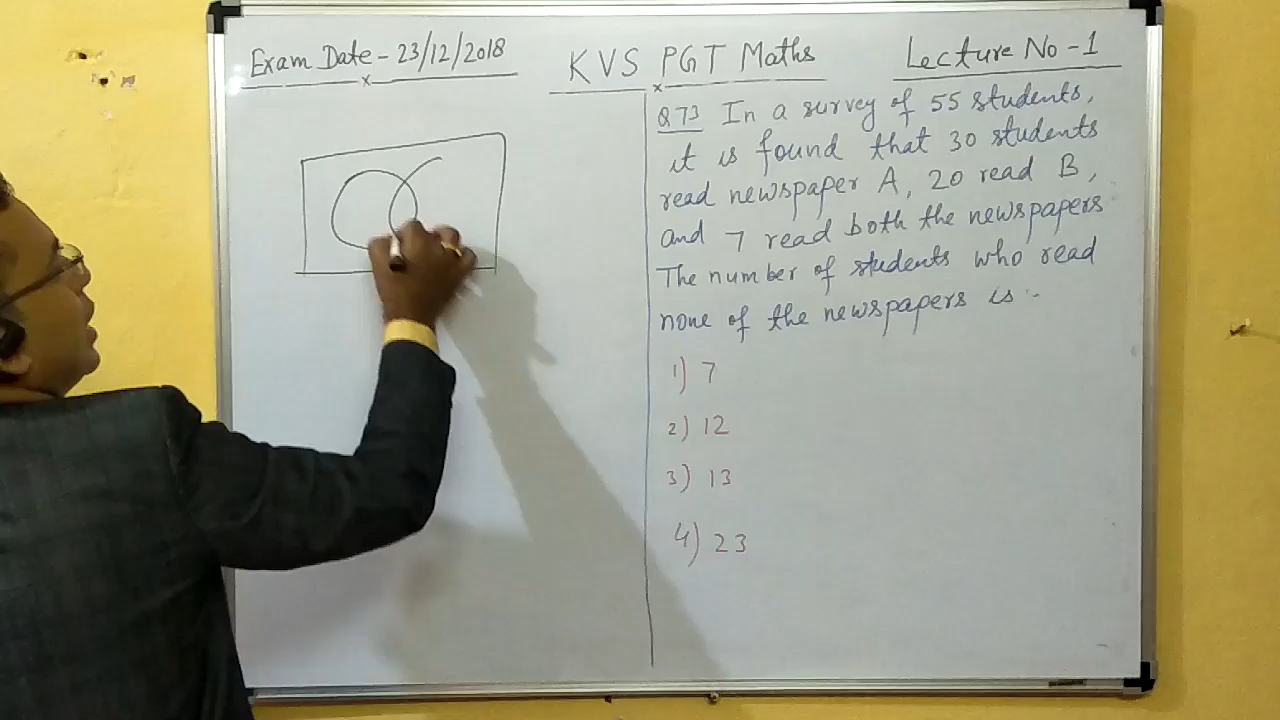 Exam Date - 23/12/2018
KVS PGT Maths
Lecture No - 1
Q73 In a survey of 55 students,
it is found that 30 students
read newspaper A, 20 read B,
and 7 read both the newspapers
The number of students who read
none of the newspapers is :-
1) 7
2) 12
3) 13
4) 23